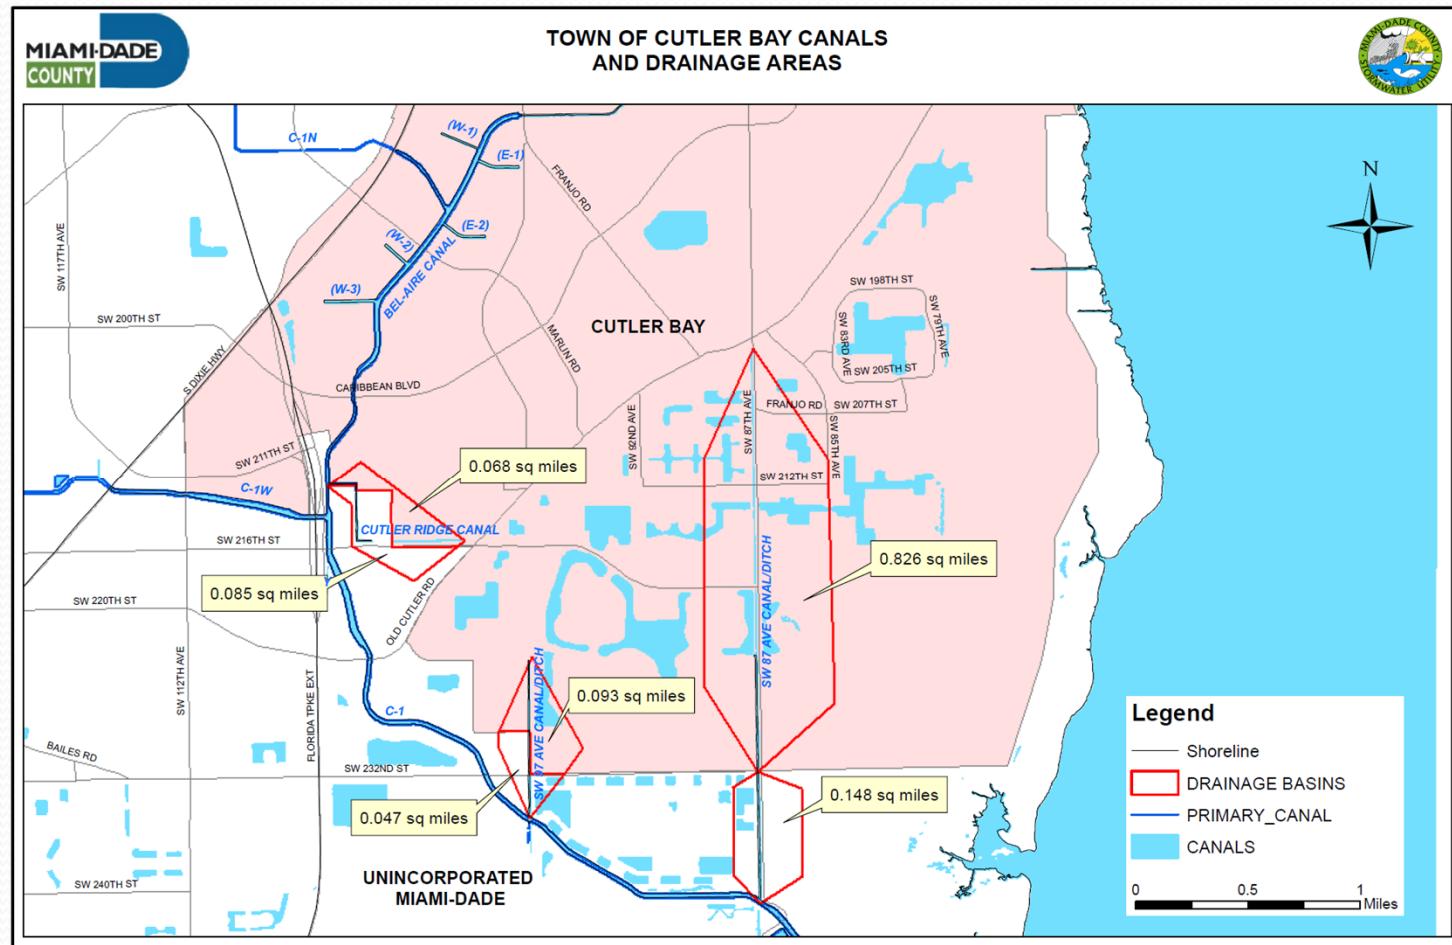 MIAMI-DADE
COUNTY
TOWN OF CUTLER BAY CANALS
AND DRAINAGE AREAS
MIAMI-DADE COUNTY
STORMWATER UTILITY
C-1N
(W-1)
(E-1)
FRANJO RD
N
SW 117TH AVE
(E-2)
(W-2)
BEL-AIRE CANAL
(W-3)
SW 198TH ST
SW 79TH AVE
SW 83RD AVE
SW 200TH ST
CUTLER BAY
MARLIN RD
S DIXIE HWY
SW 205TH ST
CARIBBEAN BLVD
FRANJO RD
SW 207TH ST
SW 92ND AVE
SW 87TH AVE
SW 85TH AVE
SW 211TH ST
0.068 sq miles
SW 212TH ST
C-1W
CUTLER RIDGE CANAL
SW 216TH ST
0.826 sq miles
0.085 sq miles
SW 220TH ST
OLD CUTLER RD
SW 87 AVE CANAL/DITCH
SW 112TH AVE
FLORIDA TPKE EXT
0.093 sq miles
SW 97 AVE CANAL/DITCH
C-1
BAILES RD
SW 232ND ST
0.148 sq miles
0.047 sq miles
UNINCORPORATED
MIAMI-DADE
SW 240TH ST
Legend
Shoreline
DRAINAGE BASINS
PRIMARY_CANAL
CANALS
0 0.5 1
Miles